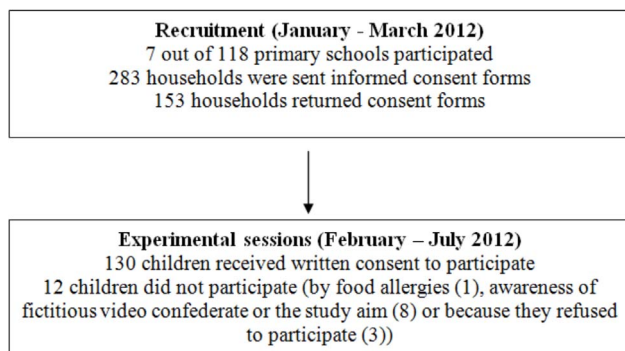 Recruitment (January - March 2012)
7 out of 118 primary schools participated
283 households were sent informed consent forms
153 households returned consent forms
Experimental sessions (February – July 2012)
130 children received written consent to participate
12 children did not participate (by food allergies (1), awareness of
fictitious video confederate or the study aim (8) or because they refused
to participate (3))